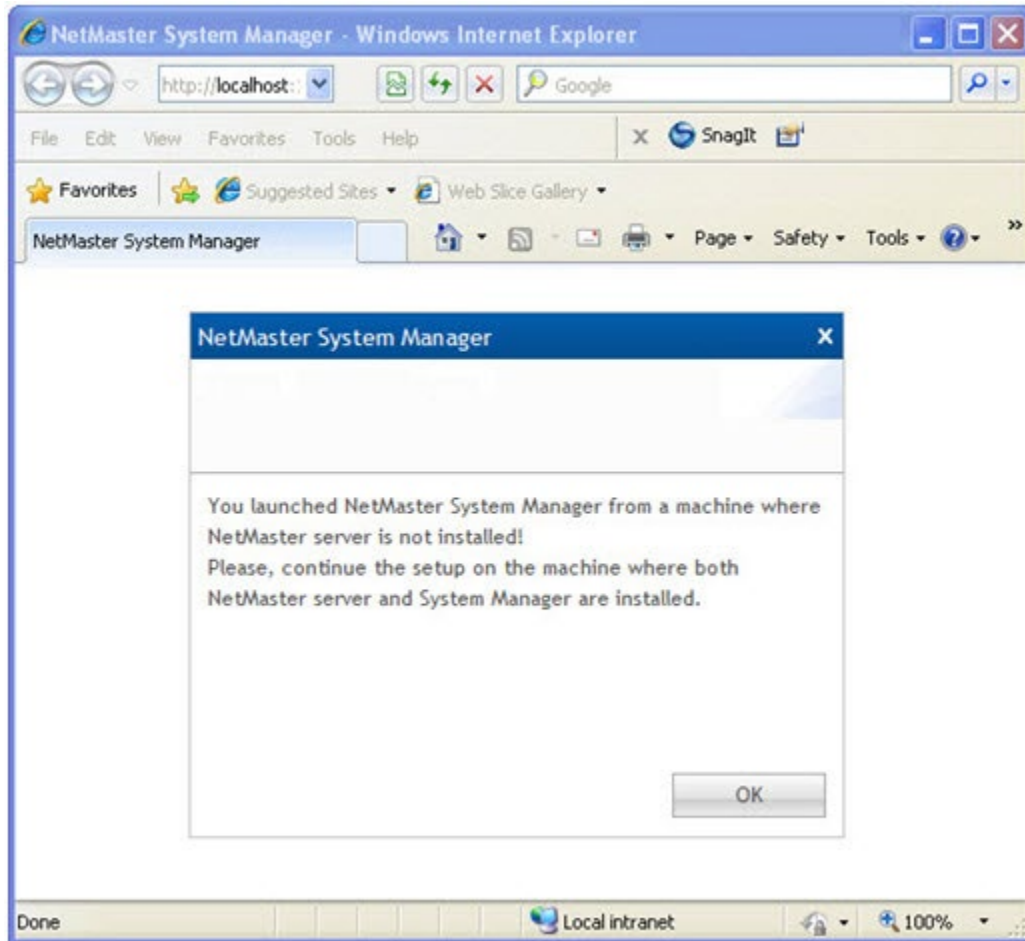 NetMaster System Manager - Windows Internet Explorer
http://localhost:
Google
File Edit View Favorites Tools Help
x SnagIt
Favorites Suggested Sites Web Slice Gallery
NetMaster System Manager Page Safety Tools »
NetMaster System Manager x
You launched NetMaster System Manager from a machine where
NetMaster server is not installed!
Please, continue the setup on the machine where both
NetMaster server and System Manager are installed.
OK
Done Local intranet 100%